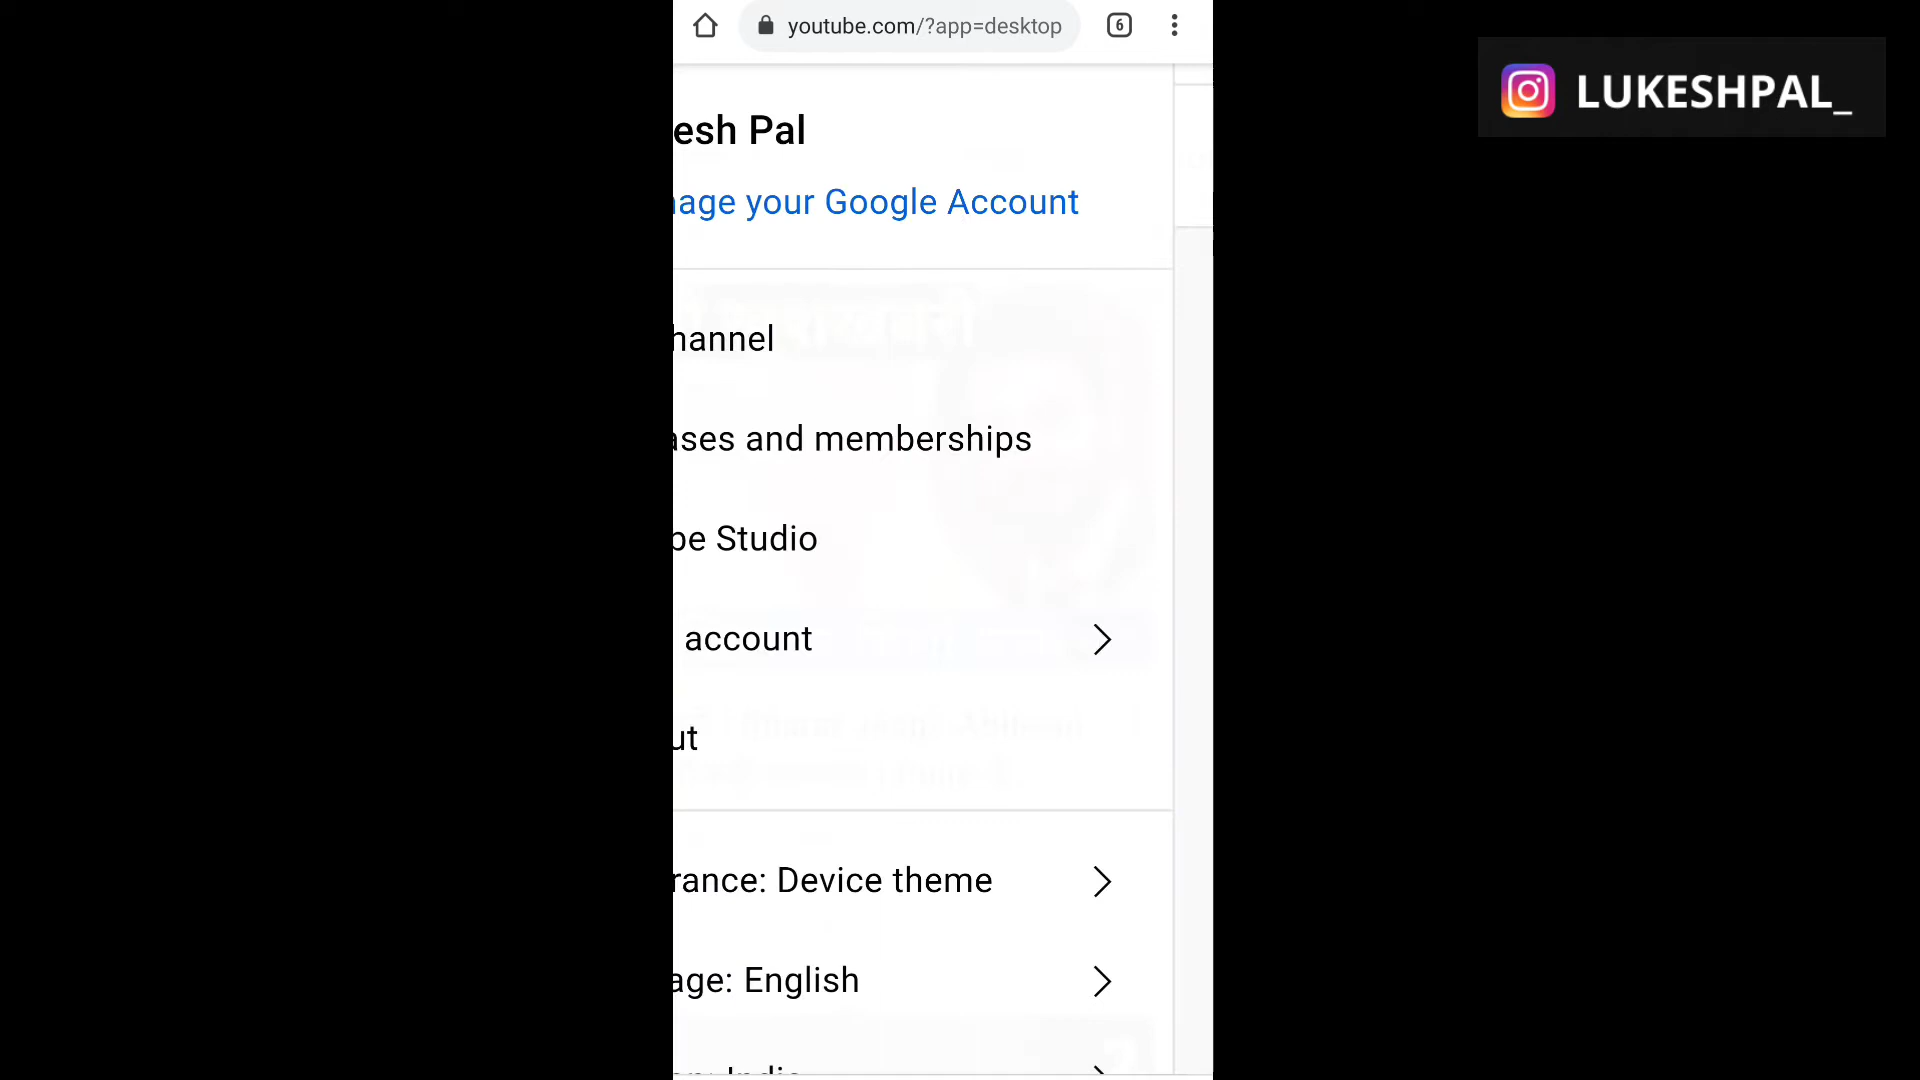 youtube.com/?app=desktop
6
LUKESHPAL_
esh Pal
age your Google Account
hannel
ases and memberships
be Studio
account
ut
rance: Device theme
age: English